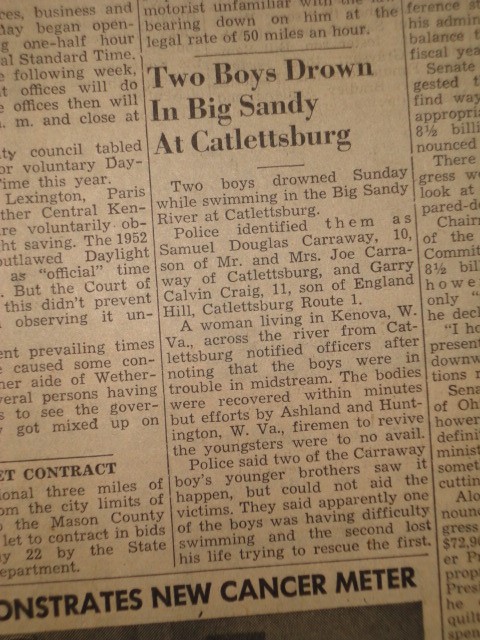 ces, business and
ay began open-
g one-half hour
al Standard Time.
e following week,
t offices will do
e offices then will
. m. and close at
ty council tabled
or voluntary Day-
Time this year.
Lexington, Paris
ther Central Ken-
re voluntarily ob-
ht saving. The 1952
outlawed Daylight
as "official" time
. But the Court of
this didn't prevent
observing it un-
ent prevailing times
caused some con-
her aide of Wether-
veral persons having
s to see the gover-
got mixed up on
ET CONTRACT
ional three miles of
om the city limits of
o the Mason County
let to contract in bids
y 22 by the State
epartment.
motorist unfamiliar with the
bearing down on him at the
legal rate of 50 miles an hour.
Two Boys Drown
In Big Sandy
At Catlettsburg
Two boys drowned Sunday
while swimming in the Big Sandy
River at Catlettsburg.
Police identified them as
Samuel Douglas Carraway, 10,
son of Mr. and Mrs. Joe Carra-
way of Catlettsburg, and Garry
Calvin Craig, 11, son of England
Hill, Catlettsburg Route 1.
A woman living in Kenova, W.
Va., across the river from Cat-
lettsburg notified officers after
noting that the boys were in
trouble in midstream. The bodies
were recovered within minutes
but efforts by Ashland and Hunt-
ington, W. Va., firemen to revive
the youngsters were to no avail.
Police said two of the Carraway
boy's younger brothers saw it
happen, but could not aid the
victims. They said apparently one
of the boys was having difficulty
swimming and the second lost
his life trying to rescue the first.
ference s
his admin
balance t
fiscal yea
Senate
gested t
find way
appropri
8½ billi
nounced
There
gress w
look at
pared-d
Chair
of the
Commit
8½ bil
howe
only "
he decl
"I ho
present
downw
tions r
Sena
of Oh
howev
defini
minist
somet
cuttin
Alo
nounc
gress
$72,9
er Pr
prop
Pres
he
quilt
spen
ONSTRATES NEW CANCER METER